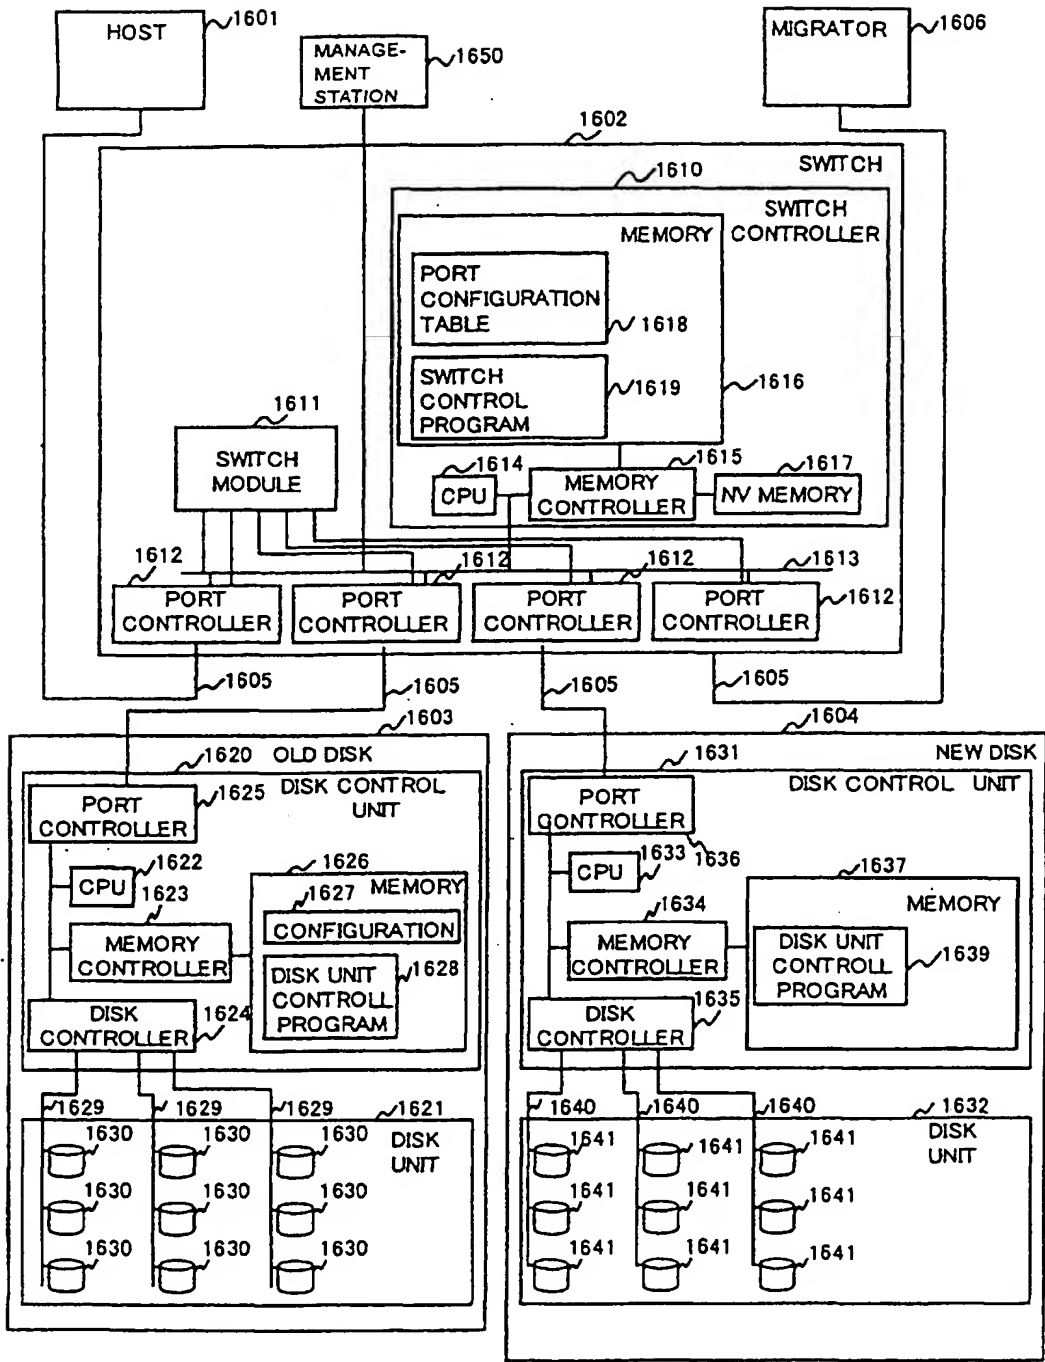 HOST
1601
MANAGE-
MENT
STATION
1650
MIGRATOR
1606
1602
SWITCH
1610
SWITCH
CONTROLLER
MEMORY
PORT
CONFIGURATION
TABLE
1618
SWITCH
CONTROL
PROGRAM
1619
1616
1611
SWITCH
MODULE
1614
CPU
1615
MEMORY
CONTROLLER
1617
NV MEMORY
1612
1612
1612
1613
PORT
CONTROLLER
PORT
CONTROLLER
PORT
CONTROLLER
PORT
CONTROLLER
1612
1605
1605
1605
1605
1603
OLD DISK
1620
DISK CONTROL
UNIT
1625
PORT
CONTROLLER
1622
CPU
1623
MEMORY
CONTROLLER
1626
MEMORY
1627
CONFIGURATION
DISK UNIT
CONTROLL
PROGRAM
1628
DISK
CONTROLLER
1624
1629
1629
1629
1621
DISK
UNIT
1630
1630
1630
1630
1630
1630
1630
1630
1630
1604
NEW DISK
1631
DISK CONTROL UNIT
PORT
CONTROLLER
1636
1633
CPU
1634
MEMORY
CONTROLLER
1637
MEMORY
DISK UNIT
CONTROLL
PROGRAM
1639
DISK
CONTROLLER
1635
1640
1640
1640
1632
DISK
UNIT
1641
1641
1641
1641
1641
1641
1641
1641
1641